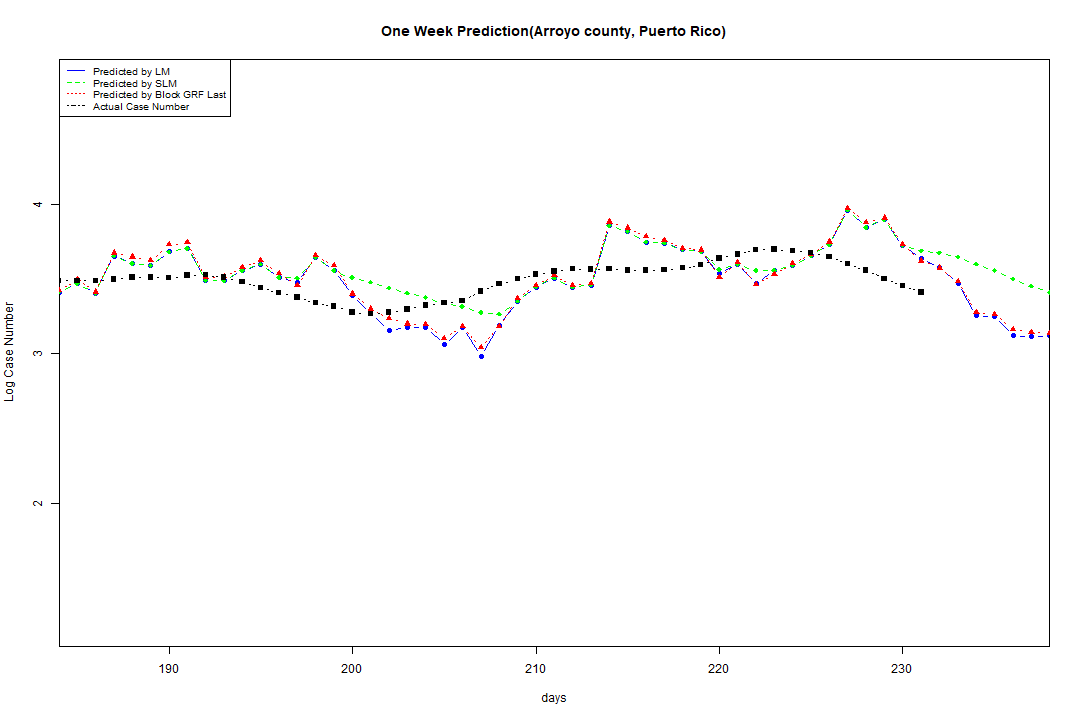 One Week Prediction(Arroyo county, Puerto Rico)
Predicted by LM
Predicted by SLM
Predicted by Block GRF Last
Actual Case Number
4
3
2
Log Case Number
190 200 210 220 230
days